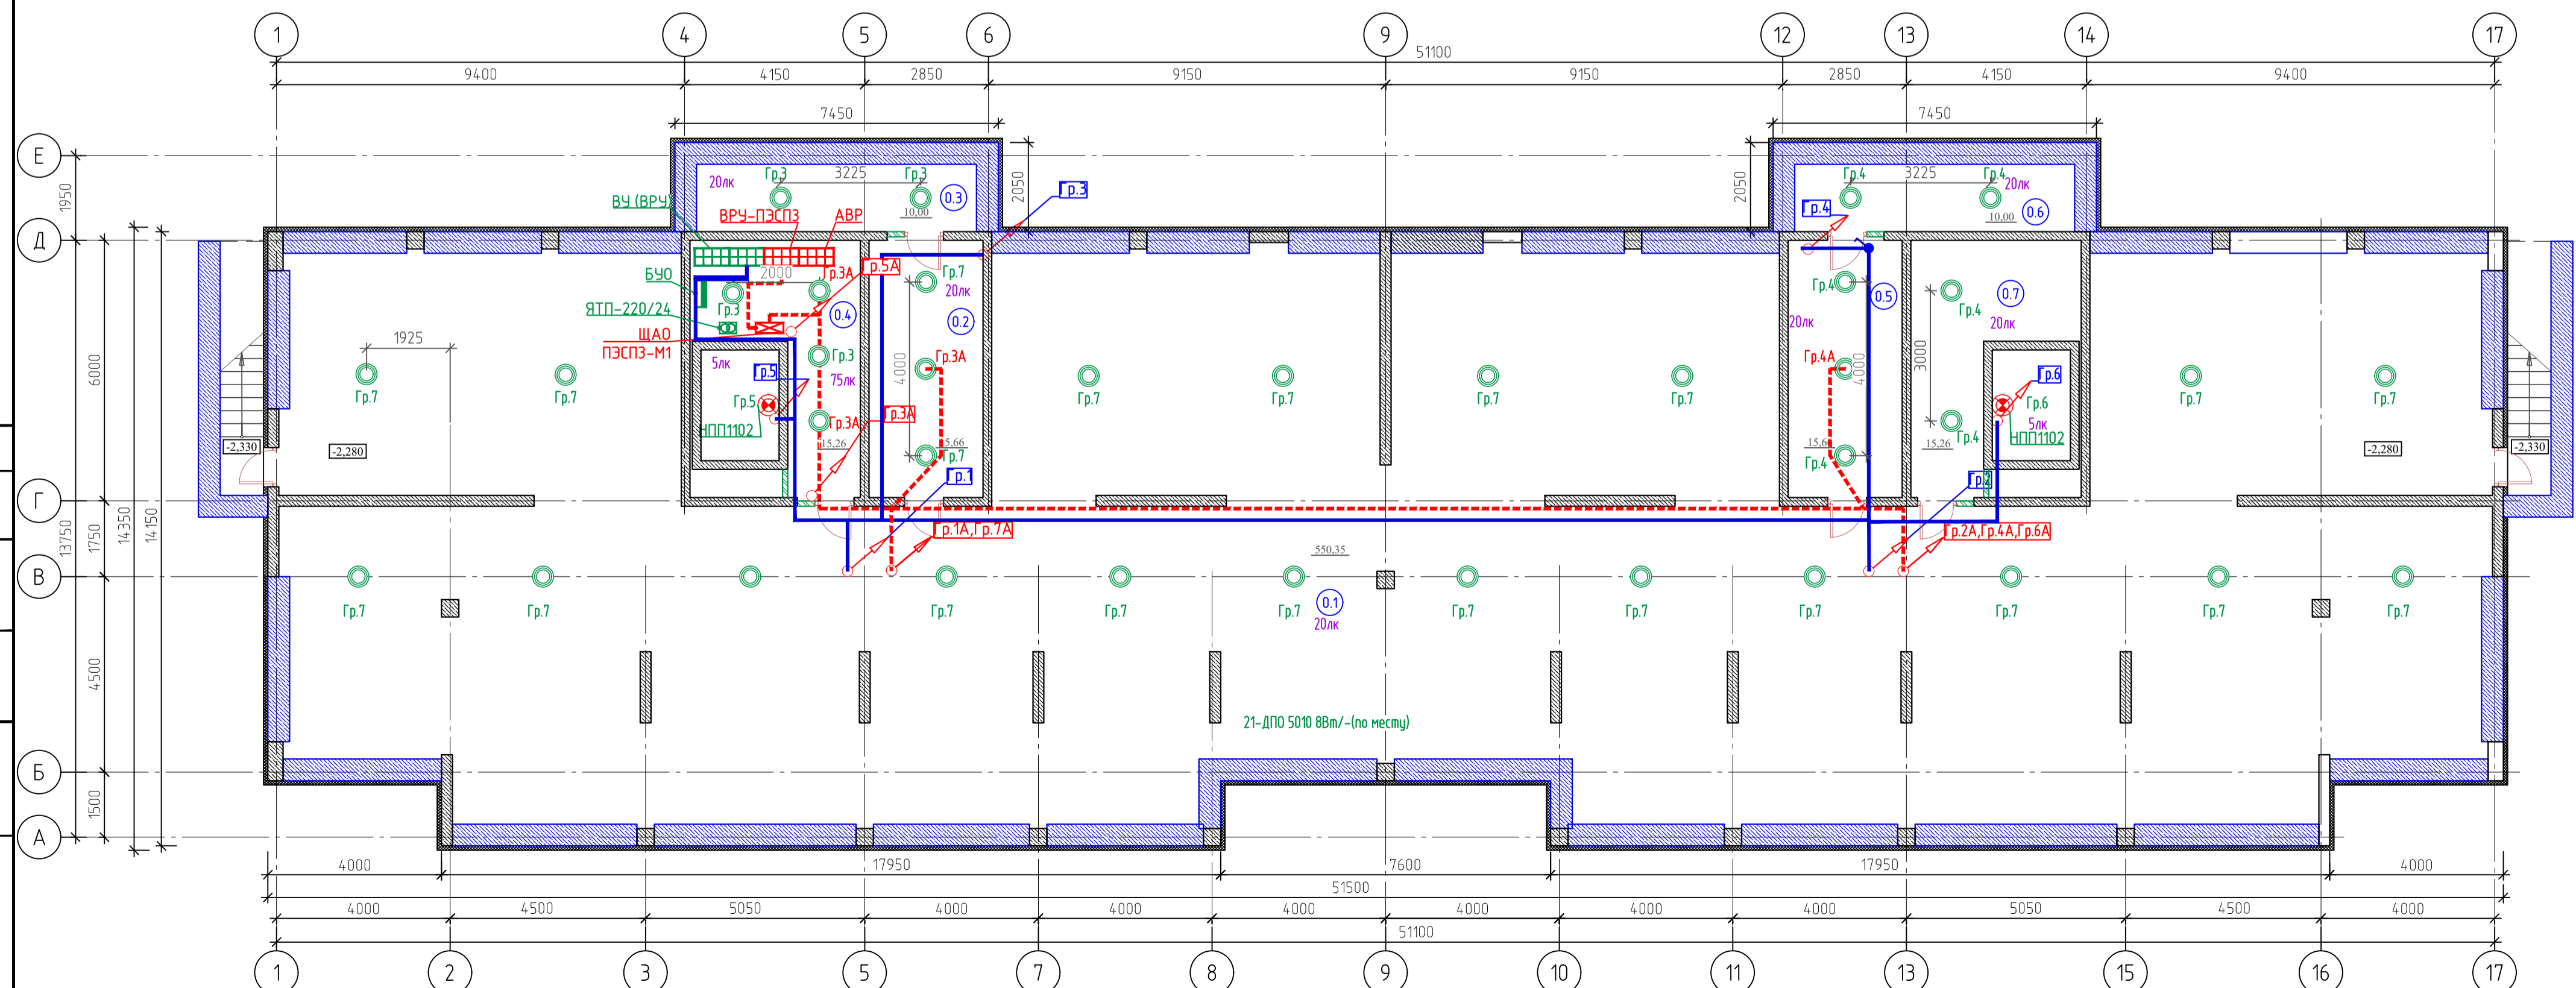 1 4 5 6 9 12 13 14 17
51100
9400 4150 2850 9150 9150 2850 4150 9400
7450 7450
Е
Д
Г
В
Б
А
1950
6000
1750
4500
1500
13750
14350
14150
2050
2050
20лк
Гр.3
3225
Гр.3
0.3
10,00
Гр.3
ВУ (ВРУ)
ВРУ-ПЭСПЗ
АВР
Гр.4
3225
Гр.4
20лк
Гр.4
10,00
0.6
БУО
ЯТП-220/24
ЩАО
ПЭСПЗ-М1
2000
Гр.3А
Гр.5А
Гр.3
0.4
Гр.7
20лк
0.2
Гр.3
75лк
5лк
Гр.5
Гр.5
НПП1102
Гр.3А
15,26
4000
Гр.3А
Гр.3А
15,66
Гр.7
Гр.1
Гр.1А,Гр.7А
Гр.4
0.5
20лк
Гр.4А
4000
Гр.4
0.7
Гр.4
20лк
3000
Гр.4
15,26
Гр.6
Гр.6
5лк
НПП1102
Гр.2
Гр.2А,Гр.4А,Гр.6А
1925
Гр.7 Гр.7 Гр.7 Гр.7 Гр.7 Гр.7 Гр.7 Гр.7
-2,330
-2,280
-2,280
-2,330
550,35
0.1
20лк
Гр.7 Гр.7 Гр.7 Гр.7 Гр.7 Гр.7 Гр.7 Гр.7 Гр.7 Гр.7 Гр.7
21-ДПО 5010 8Вт/-(по месту)
4000 17950 7600 17950 4000
51500
4000 4500 5050 4000 4000 4000 4000 4000 4000 5050 4500 4000
51100
1 2 3 5 7 8 9 10 11 13 15 16 17